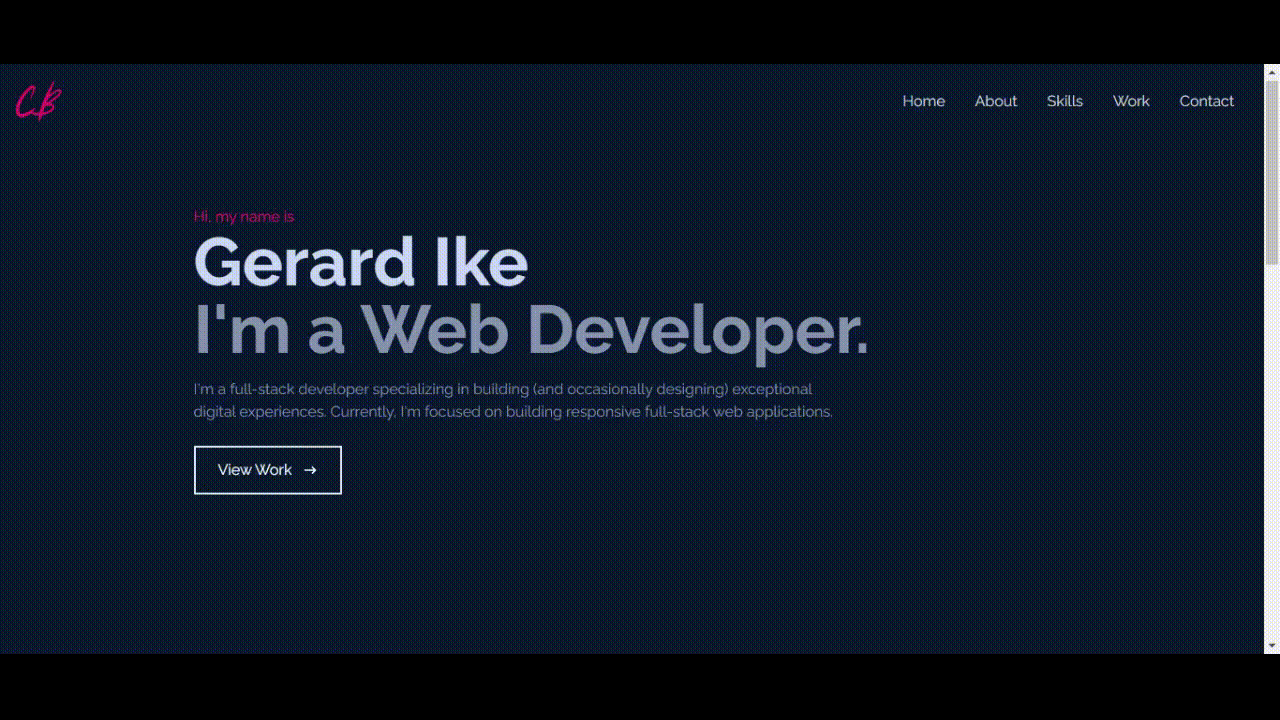 CB
Home About Skills Work Contact
Hi, my name is
Gerard Ike
I'm a Web Developer.
I'm a full-stack developer specializing in building (and occasionally designing) exceptional
digital experiences. Currently, I'm focused on building responsive full-stack web applications.
View Work →